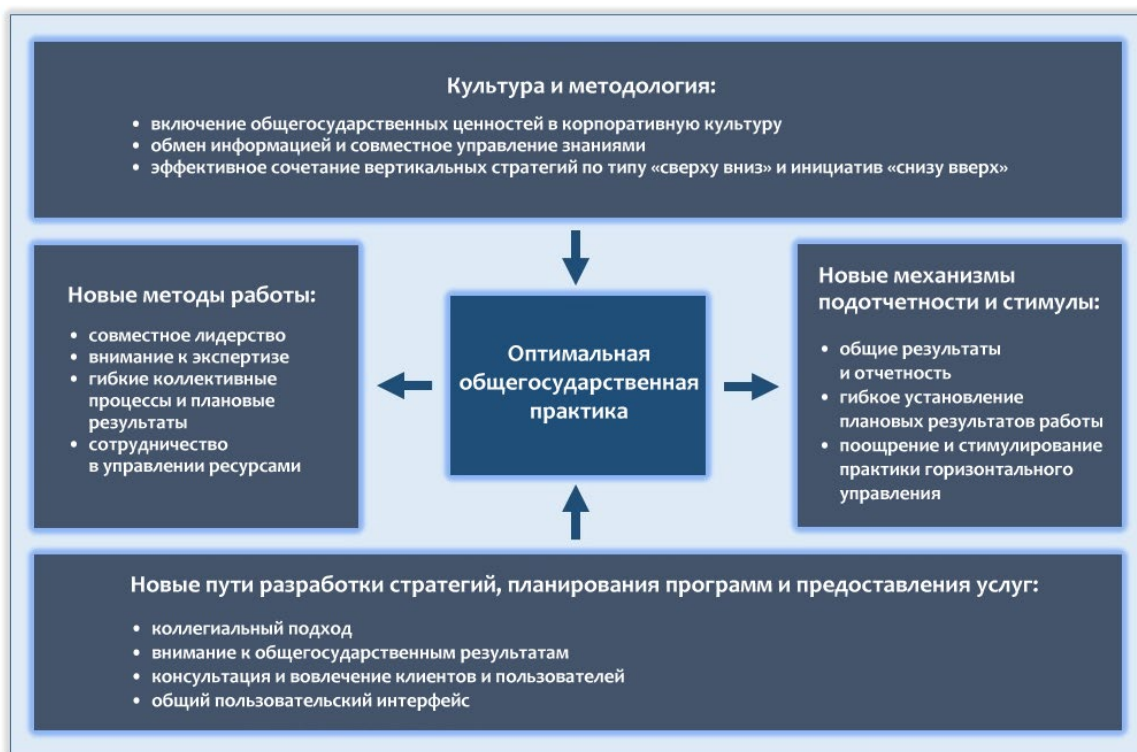 Культура и методология:
• включение общегосударственных ценностей в корпоративную культуру
• обмен информацией и совместное управление знаниями
• эффективное сочетание вертикальных стратегий по типу «сверху вниз» и инициатив «снизу вверх»
Новые методы работы:
• совместное лидерство
• внимание к экспертизе
• гибкие коллективные
процессы и плановые
результаты
• сотрудничество
в управлении ресурсами
Оптимальная
общегосударственная
практика
Новые механизмы
подотчетности и стимулы:
• общие результаты
и отчетность
• гибкое установление
плановых результатов работы
• поощрение и стимулирование
практики горизонтального
управления
Новые пути разработки стратегий, планирования программ и предоставления услуг:
• коллегиальный подход
• внимание к общегосударственным результатам
• консультация и вовлечение клиентов и пользователей
• общий пользовательский интерфейс